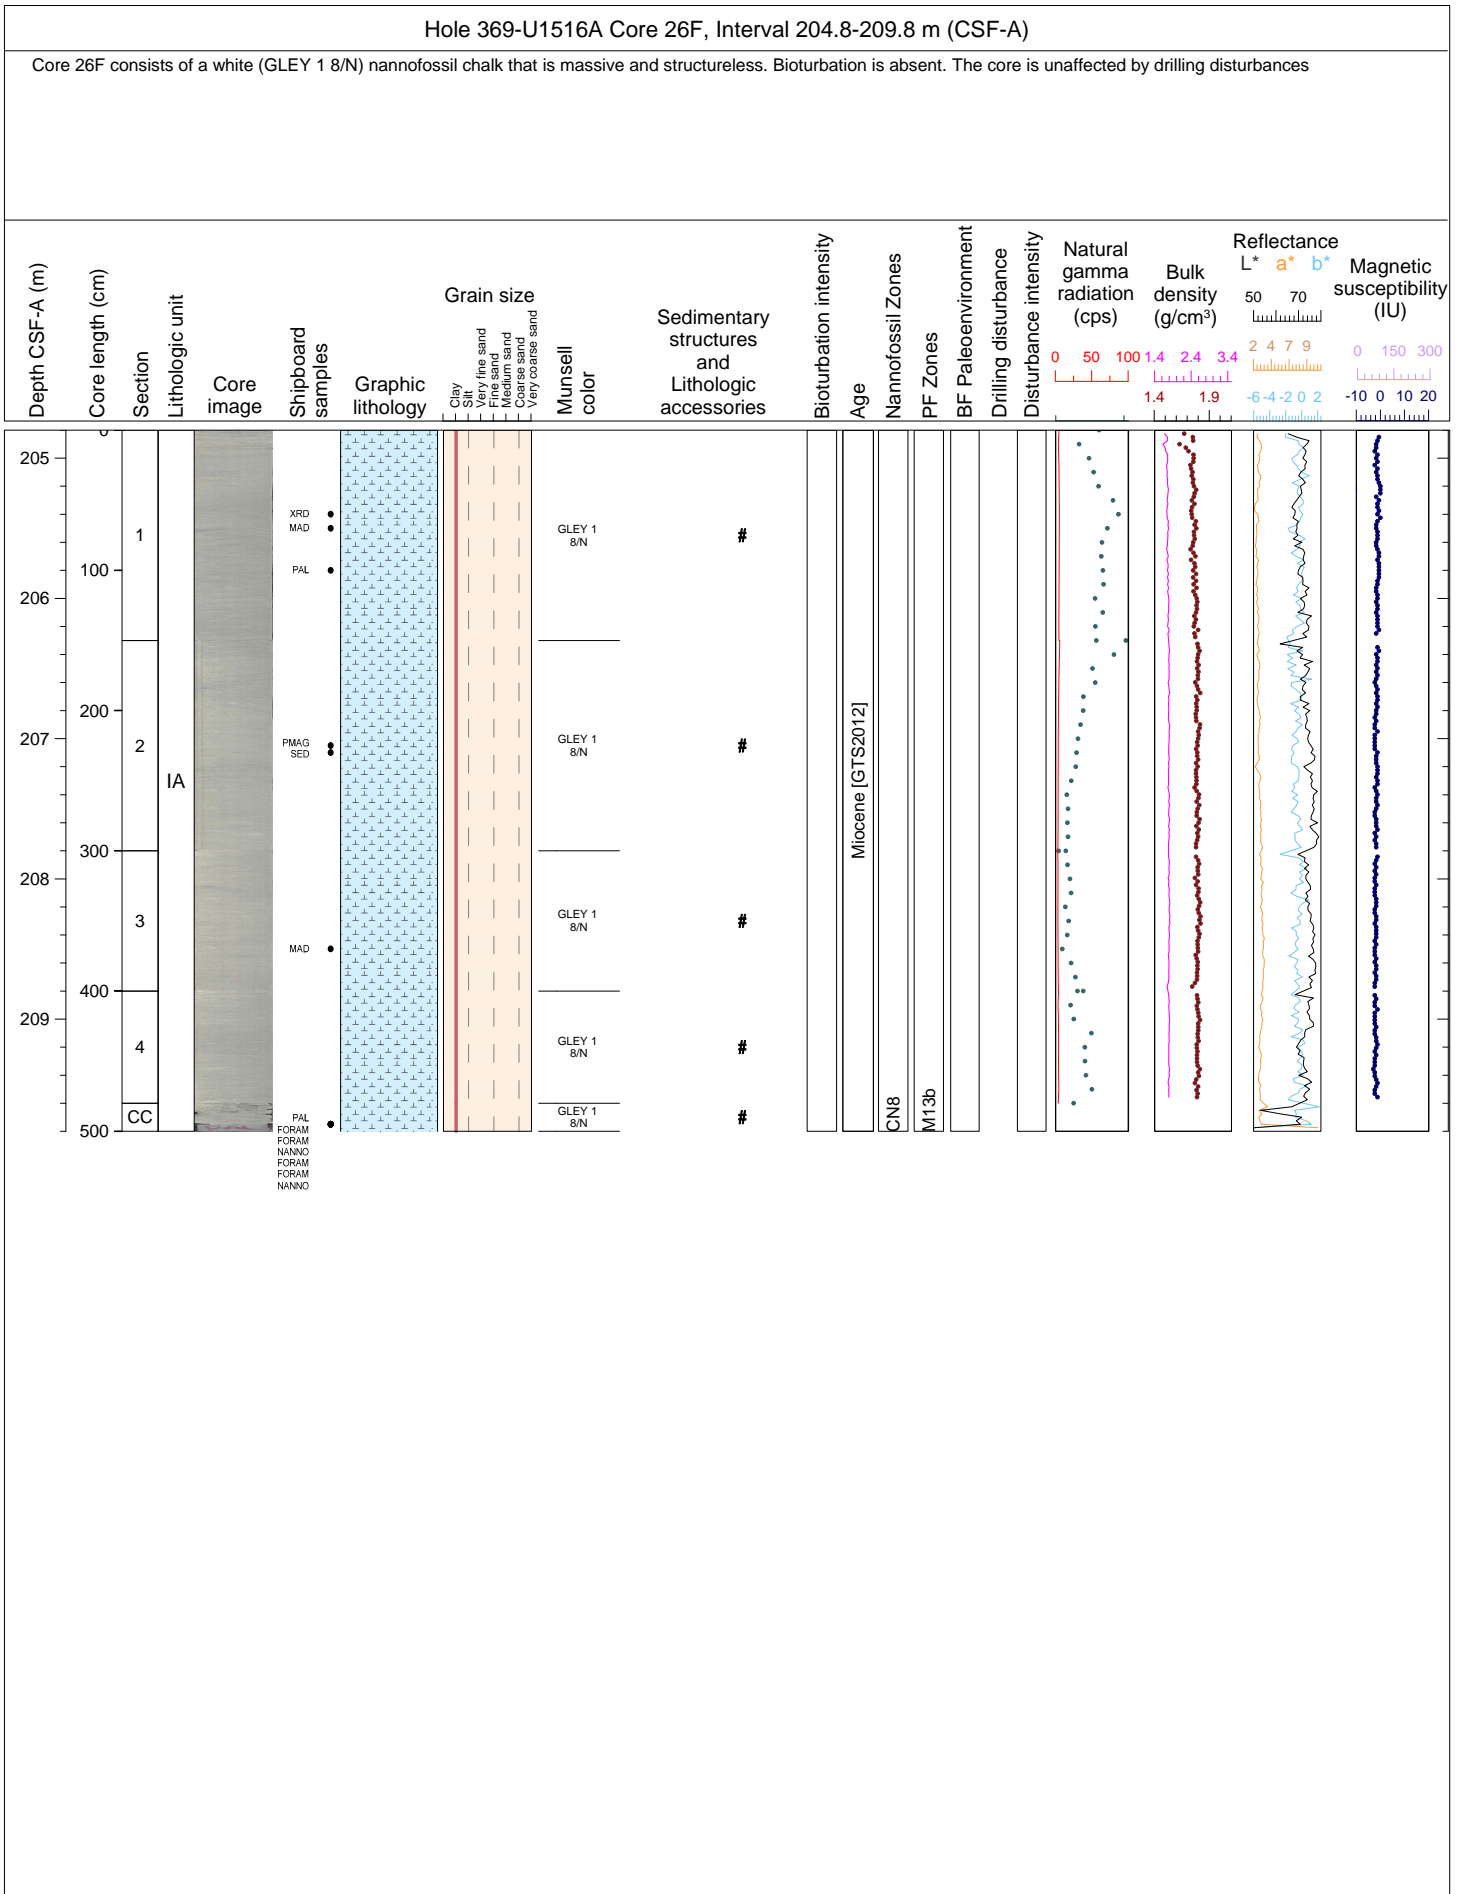 Hole 369-U1516A Core 26F, Interval 204.8-209.8 m (CSF-A)
Core 26F consists of a white (GLEY 1 8/N) nannofossil chalk that is massive and structureless. Bioturbation is absent. The core is unaffected by drilling disturbances
Depth CSF-A (m)
Core length (cm)
Section
Lithologic unit
Core
image
Shipboard
samples
Graphic
lithology
Grain size
Clay
Silt
Very fine sand
Fine sand
Medium sand
Coarse sand
Very coarse sand
Munsell
color
Sedimentary
structures
and
Lithologic
accessories
Bioturbation intensity
Age
Nannofossil Zones
PF Zones
BF Paleoenvironment
Drilling disturbance
Disturbance intensity
Natural
gamma
radiation
(cps)
0 50 100
Bulk
density
(g/cm³)
1.4 2.4 3.4
1.4 1.9
Reflectance
L* a* b*
50 70
2 4 7 9
-6 -4 -2 0 2
Magnetic
susceptibility
(IU)
0 150 300
-10 0 10 20
205
206
207
208
209
0
100
200
300
400
500
1
2
3
4
CC
IA
XRD
MAD
PAL
PMAG
SED
MAD
PAL
FORAM
FORAM
NANNO
FORAM
FORAM
NANNO
GLEY 1
8/N
GLEY 1
8/N
GLEY 1
8/N
GLEY 1
8/N
GLEY 1
8/N
#
#
#
#
#
Miocene [GTS2012]
CN8
M13b